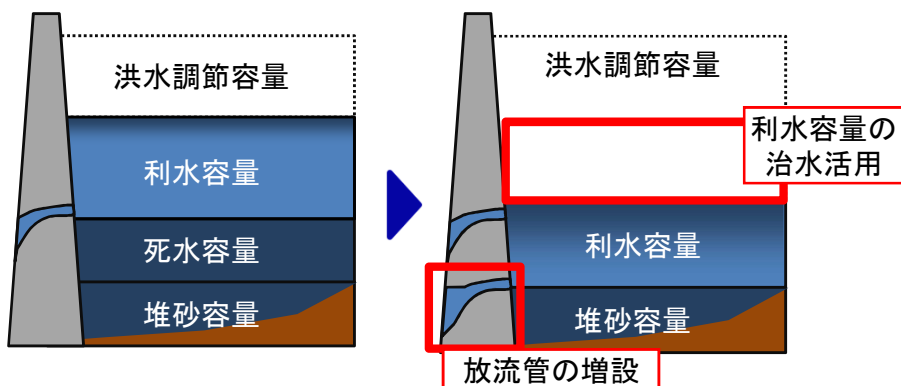 洪水調節容量
利水容量
死水容量
堆砂容量
洪水調節容量
利水容量の
治水活用
利水容量
堆砂容量
放流管の増設